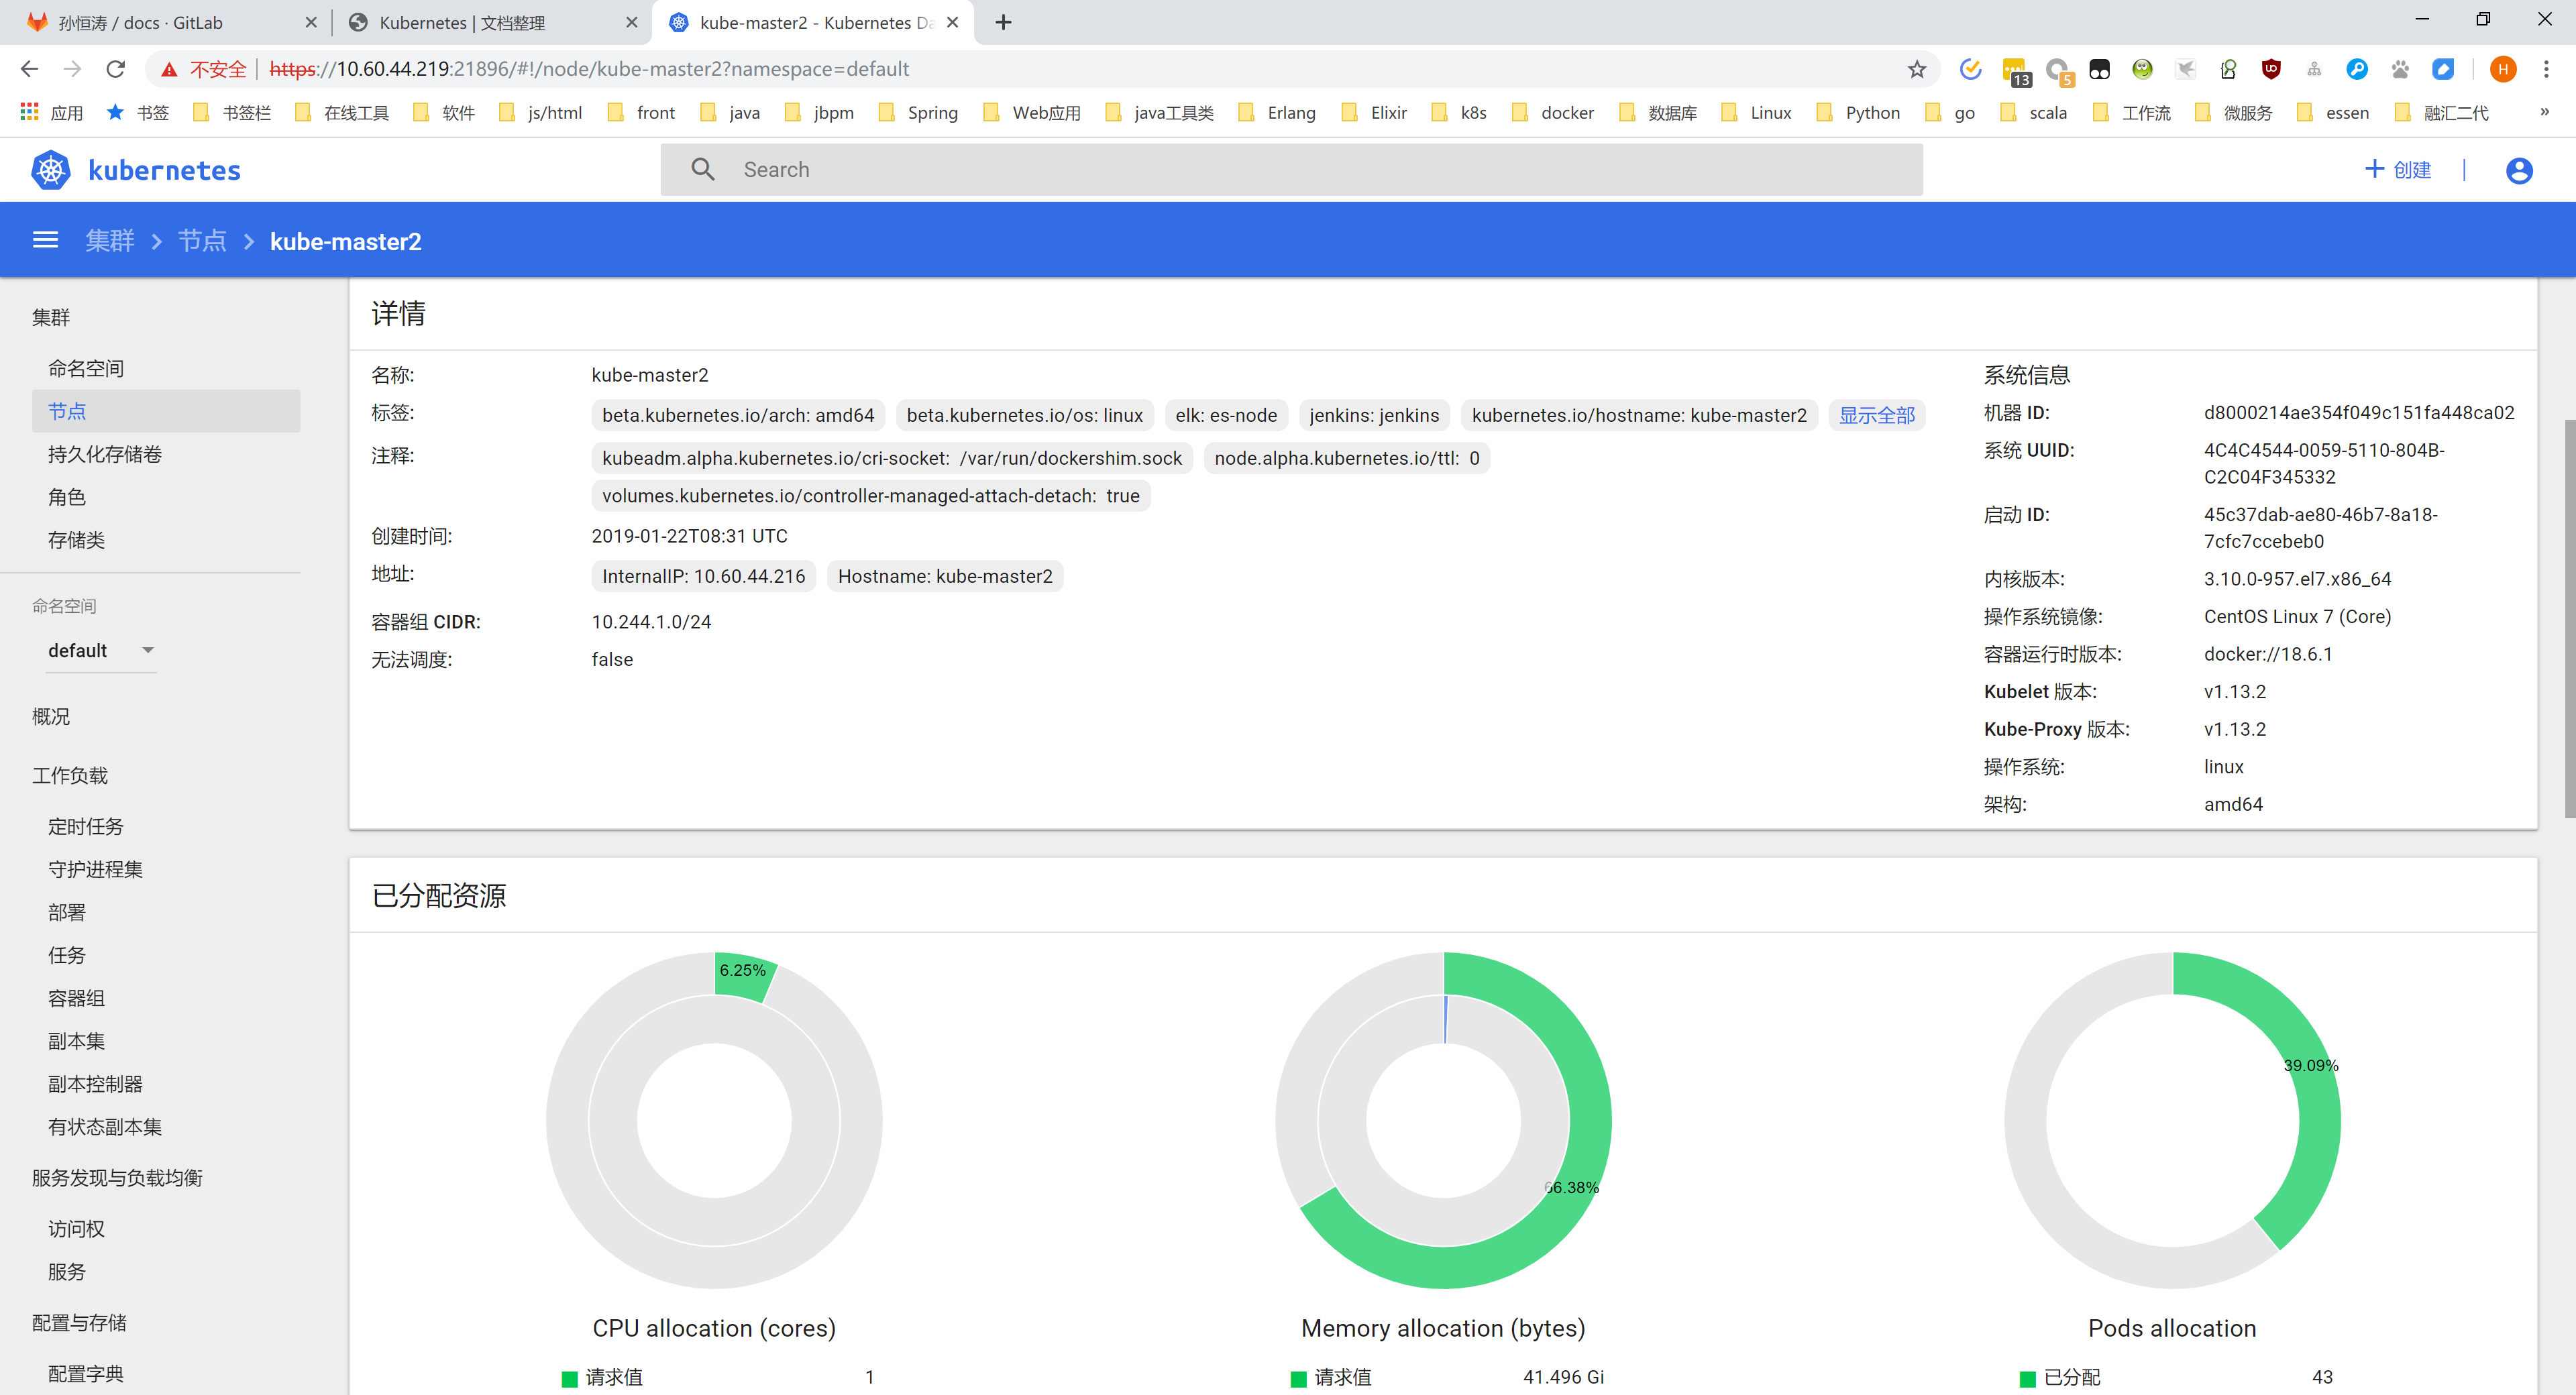 孙恒涛 / docs · GitLab
Kubernetes | 文档整理
kube-master2 - Kubernetes Da
不安全 | https://10.60.44.219:21896/#!/node/kube-master2?namespace=default
13
5
H
应用 书签 书签栏 在线工具 软件 js/html front java jbpm Spring Web应用 java工具类 Erlang Elixir k8s docker 数据库 Linux Python go scala 工作流 微服务 essen 融汇二代 »
kubernetes
Search
创建
集群 > 节点 > kube-master2
集群
命名空间
节点
持久化存储卷
角色
存储类
命名空间
default
概况
工作负载
定时任务
守护进程集
部署
任务
容器组
副本集
副本控制器
有状态副本集
服务发现与负载均衡
访问权
服务
配置与存储
配置字典
详情
名称: kube-master2
标签: beta.kubernetes.io/arch: amd64 beta.kubernetes.io/os: linux elk: es-node jenkins: jenkins kubernetes.io/hostname: kube-master2 显示全部
注释: kubeadm.alpha.kubernetes.io/cri-socket: /var/run/dockershim.sock node.alpha.kubernetes.io/ttl: 0
volumes.kubernetes.io/controller-managed-attach-detach: true
创建时间: 2019-01-22T08:31 UTC
地址: InternalIP: 10.60.44.216 Hostname: kube-master2
容器组 CIDR: 10.244.1.0/24
无法调度: false
系统信息
机器 ID: d8000214ae354f049c151fa448ca02
系统 UUID: 4C4C4544-0059-5110-804B-
C2C04F345332
启动 ID: 45c37dab-ae80-46b7-8a18-
7cfc7ccebeb0
内核版本: 3.10.0-957.el7.x86_64
操作系统镜像: CentOS Linux 7 (Core)
容器运行时版本: docker://18.6.1
Kubelet 版本: v1.13.2
Kube-Proxy 版本: v1.13.2
操作系统: linux
架构: amd64
已分配资源
6.25%
CPU allocation (cores)
请求值 1
66.38%
Memory allocation (bytes)
请求值 41.496 Gi
39.09%
Pods allocation
已分配 43